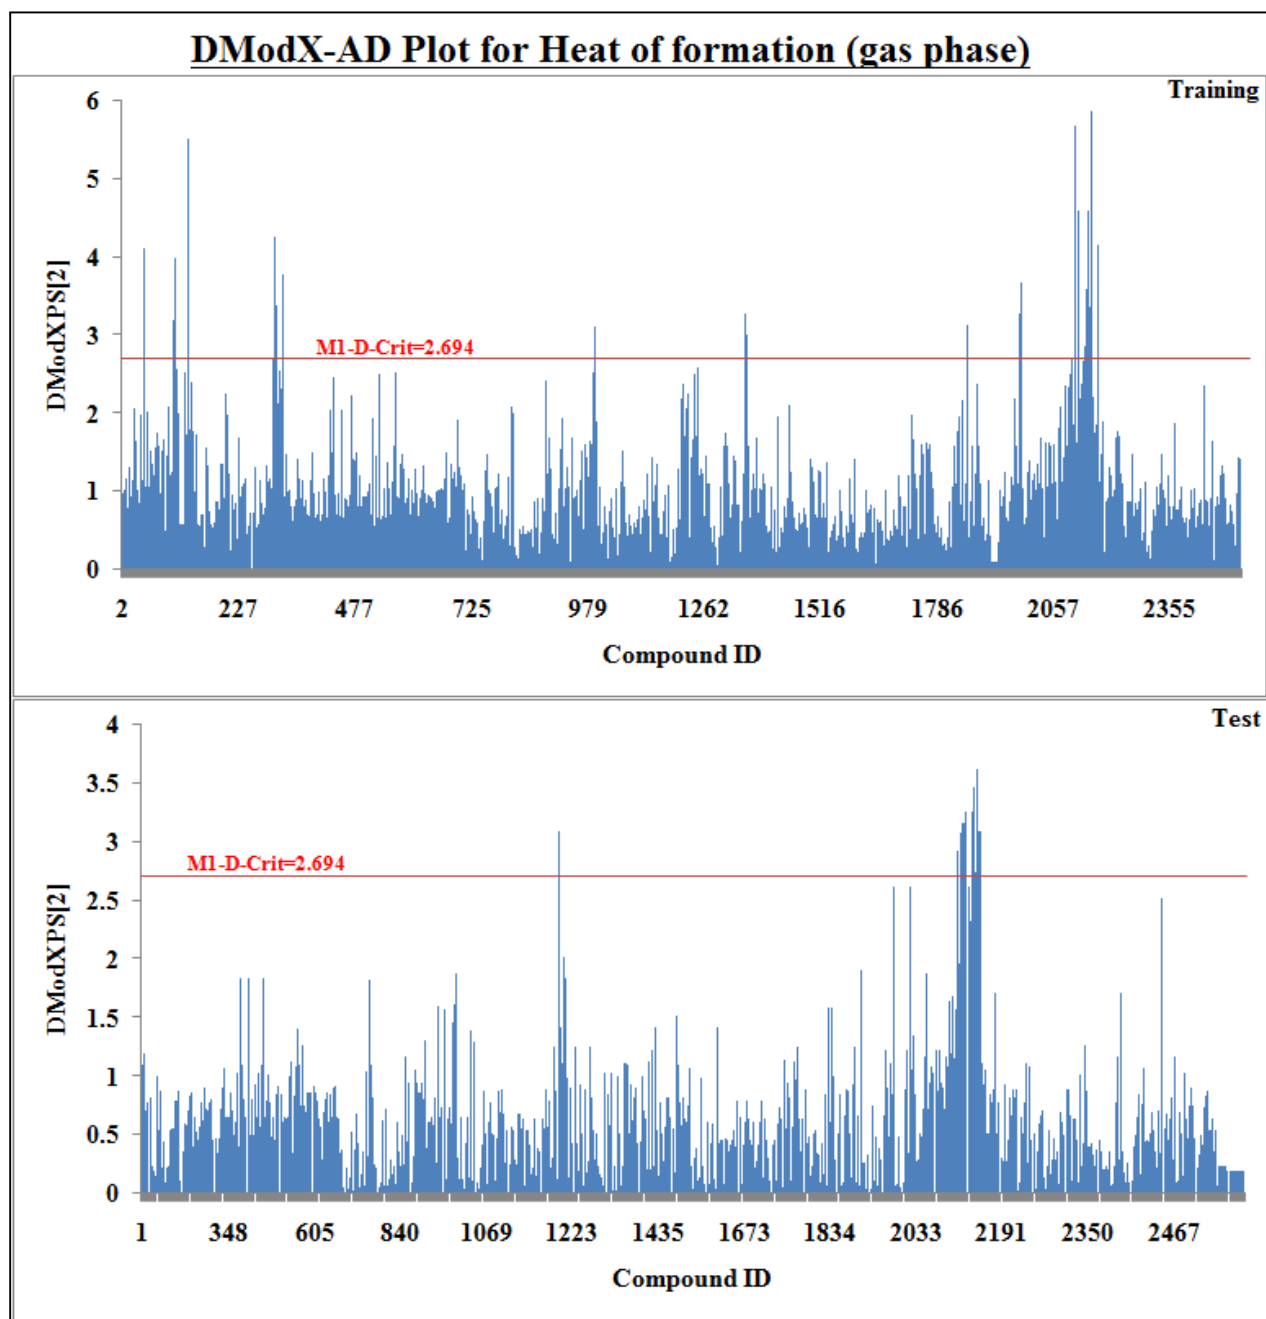 DModX-AD Plot for Heat of formation (gas phase)
Training
6
5
4
3
2
1
0
DModXPS[2]
M1-D-Crit=2.694
2 227 477 725 979 1262 1516 1786 2057 2355
Compound ID
Test
4
3.5
3
2.5
2
1.5
1
0.5
0
DModXPS[2]
M1-D-Crit=2.694
1 348 605 840 1069 1223 1435 1673 1834 2033 2191 2350 2467
Compound ID